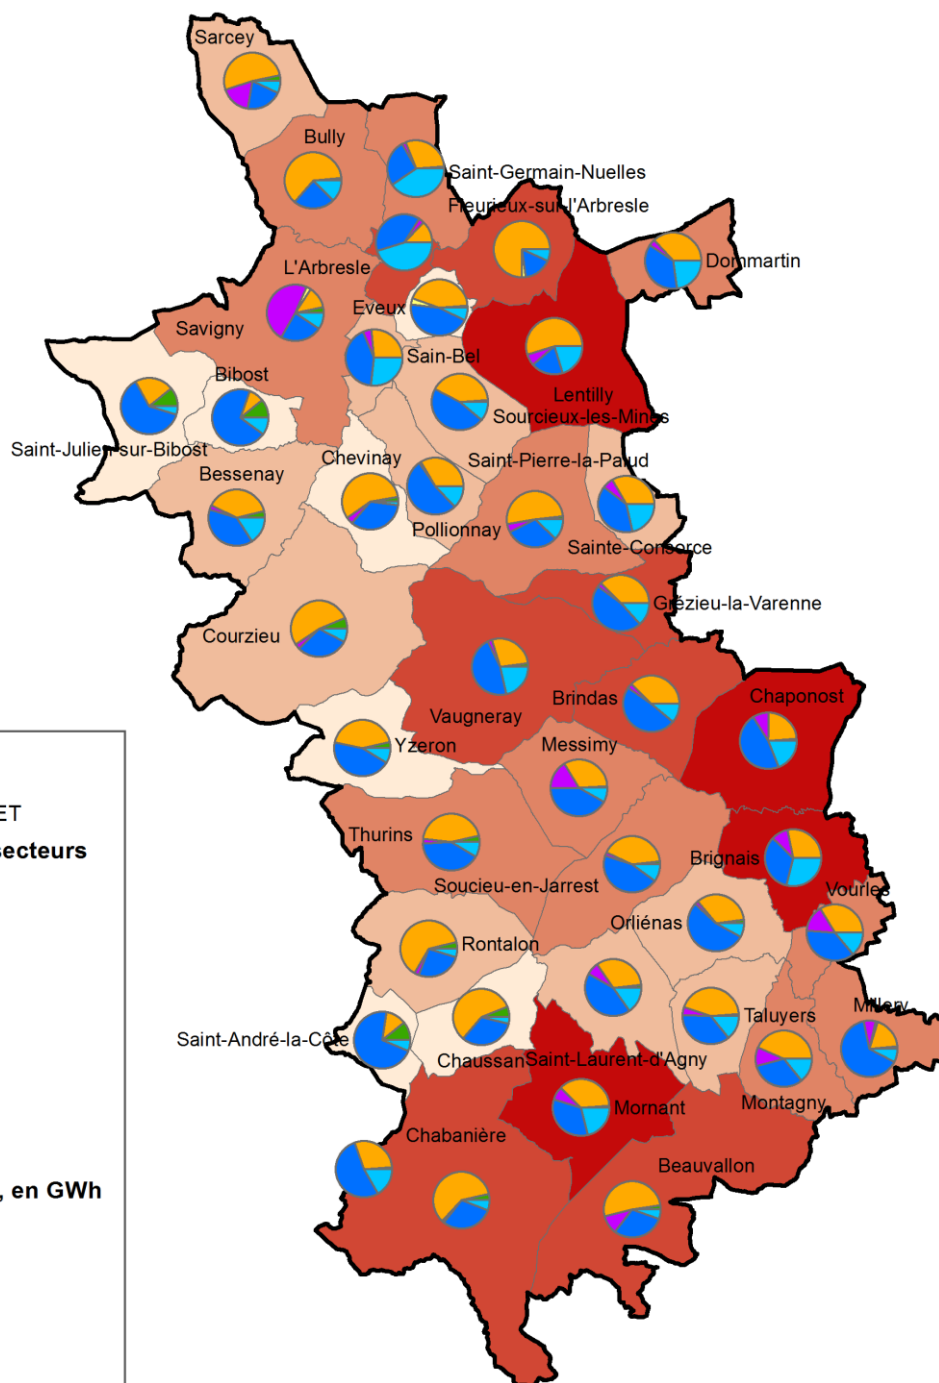 Sarcey
Bully
Saint-Germain-Nuelles
Fleurieux-sur-l'Arbresle
Dommartin
L'Arbresle
Eveux
Savigny
Sain-Bel
Bibost
Lentilly
Sourcieux-les-Mines
Saint-Julien-sur-Bibost
Chevinay
Saint-Pierre-la-Palud
Bessenay
Pollionnay
Sainte-Consorce
Grézieu-la-Varenne
Courzieu
Brindas
Chaponost
Vaugneray
Yzeron
Messimy
ET
secteurs
Thurins
Brignais
Soucieu-en-Jarrest
Vourles
Orliénas
Rontalon
Millery
Taluyers
Saint-André-la-Côte
Chaussan
Saint-Laurent-d'Agny
Montagny
Mornant
Chabanière
Beauvallon
, en GWh